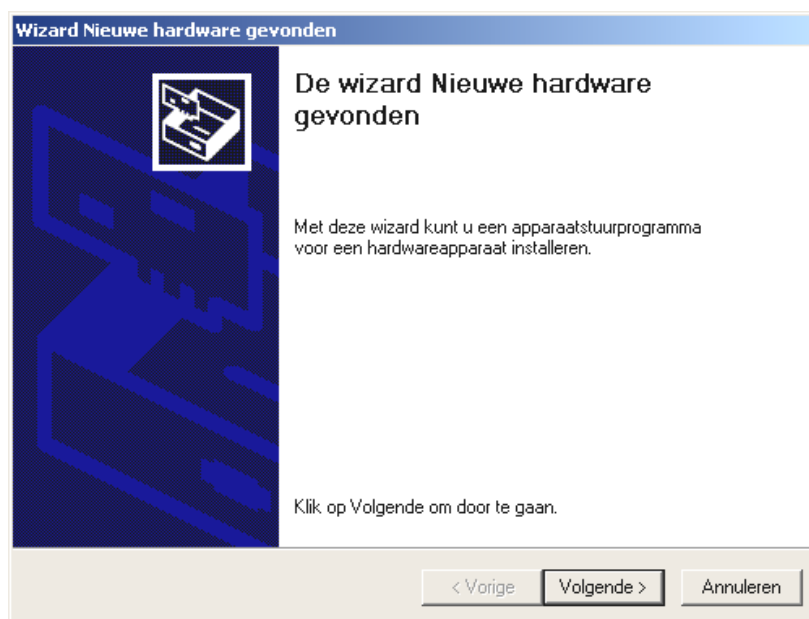 Wizard Nieuwe hardware gevonden
De wizard Nieuwe hardware
gevonden
Met deze wizard kunt u een apparaatstuurprogramma
voor een hardwareapparaat installeren.
Klik op Volgende om door te gaan.
< Vorige
Volgende >
Annuleren